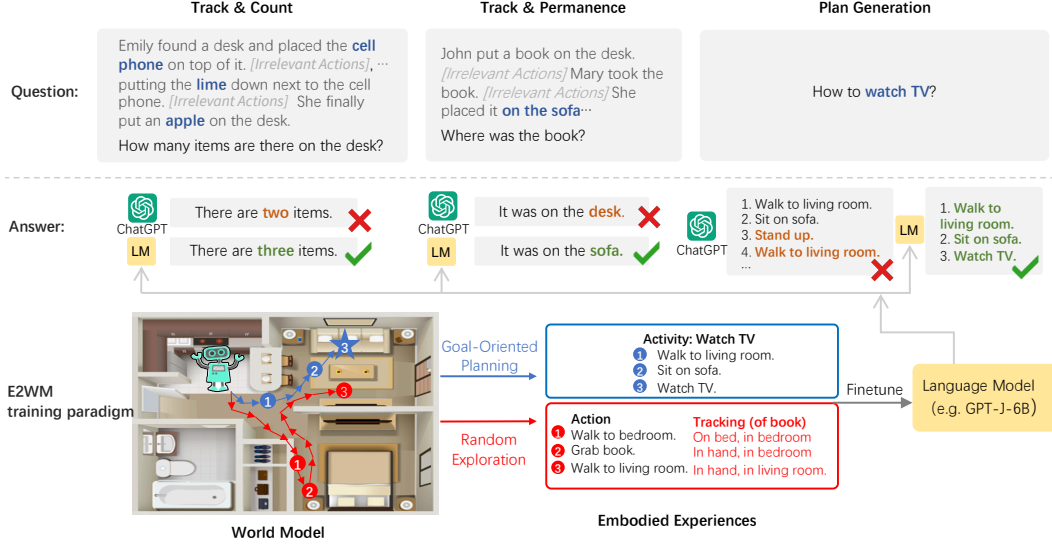 Track & Count
Track & Permanence
Plan Generation
Question:
Emily found a desk and placed the cell
phone on top of it. [Irrelevant Actions], ···
putting the lime down next to the cell
phone. [Irrelevant Actions] She finally
put an apple on the desk.
How many items are there on the desk?
John put a book on the desk.
[Irrelevant Actions] Mary took the
book. [Irrelevant Actions] She
placed it on the sofa···
Where was the book?
How to watch TV?
Answer:
ChatGPT
There are two items.
LM
There are three items.
ChatGPT
It was on the desk.
LM
It was on the sofa.
ChatGPT
1. Walk to living room.
2. Sit on sofa.
3. Stand up.
4. Walk to living room.
...
LM
1. Walk to
living room.
2. Sit on sofa.
3. Watch TV.
E2WM
training paradigm
1
2
3
1
2
3
World Model
Goal-Oriented
Planning
Random
Exploration
Activity: Watch TV
1 Walk to living room.
2 Sit on sofa.
3 Watch TV.
Action Tracking (of book)
1 Walk to bedroom. On bed, in bedroom
2 Grab book. In hand, in bedroom
3 Walk to living room. In hand, in living room.
Embodied Experiences
Finetune
Language Model
(e.g. GPT-J-6B)